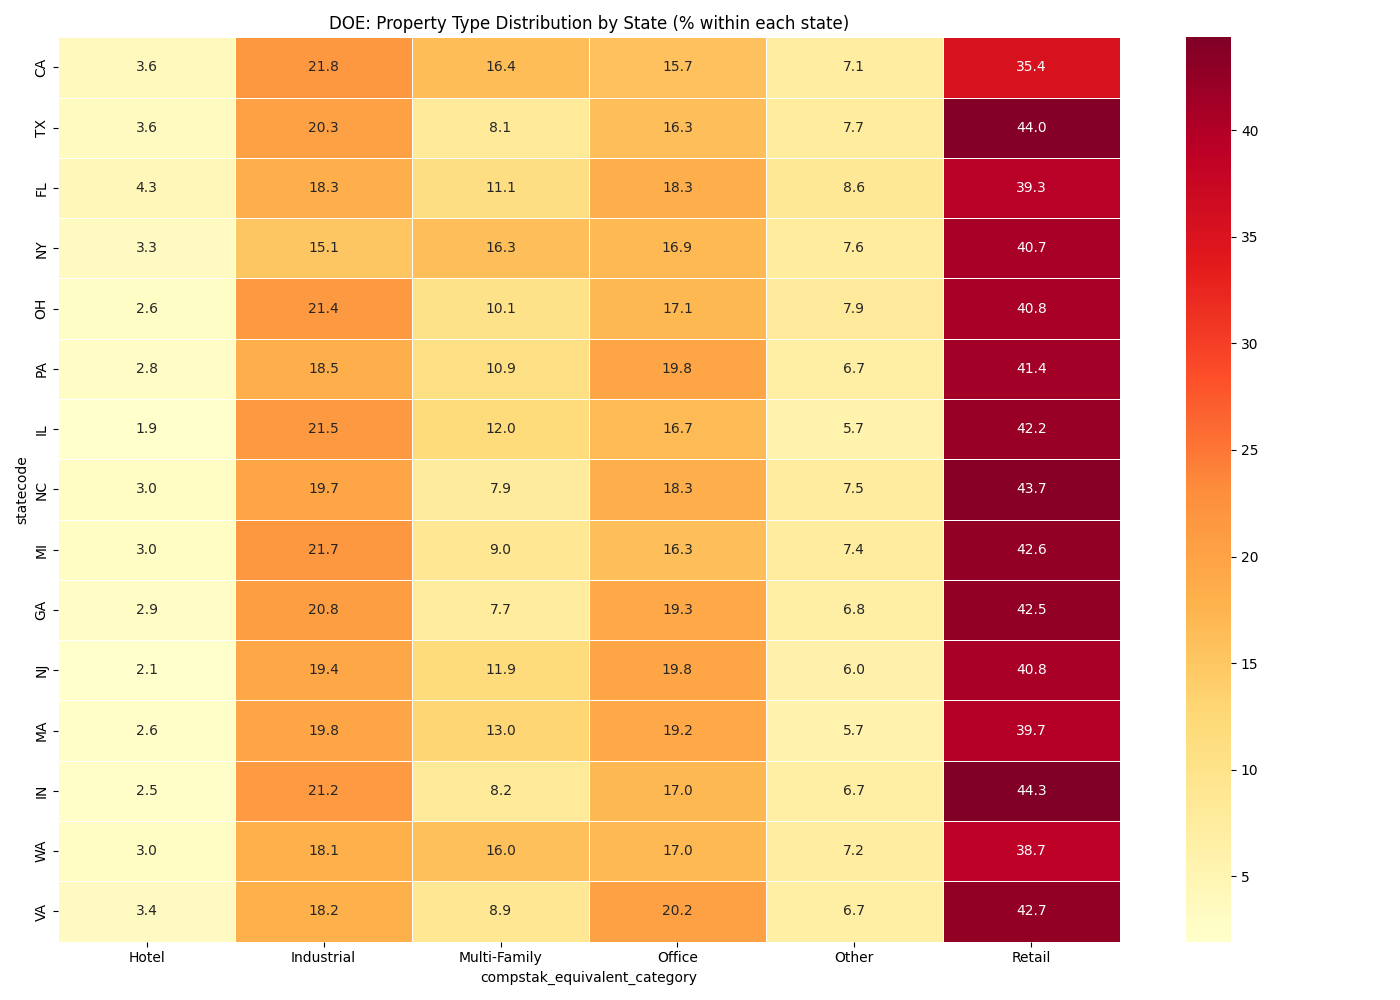 DOE: Property Type Distribution by State (% within each state)
statecode
CA 3.6 21.8 16.4 15.7 7.1 35.4
TX 3.6 20.3 8.1 16.3 7.7 44.0
FL 4.3 18.3 11.1 18.3 8.6 39.3
NY 3.3 15.1 16.3 16.9 7.6 40.7
OH 2.6 21.4 10.1 17.1 7.9 40.8
PA 2.8 18.5 10.9 19.8 6.7 41.4
IL 1.9 21.5 12.0 16.7 5.7 42.2
NC 3.0 19.7 7.9 18.3 7.5 43.7
MI 3.0 21.7 9.0 16.3 7.4 42.6
GA 2.9 20.8 7.7 19.3 6.8 42.5
NJ 2.1 19.4 11.9 19.8 6.0 40.8
MA 2.6 19.8 13.0 19.2 5.7 39.7
IN 2.5 21.2 8.2 17.0 6.7 44.3
WA 3.0 18.1 16.0 17.0 7.2 38.7
VA 3.4 18.2 8.9 20.2 6.7 42.7
Hotel Industrial Multi-Family Office Other Retail
compstak_equivalent_category
40
35
30
25
20
15
10
5